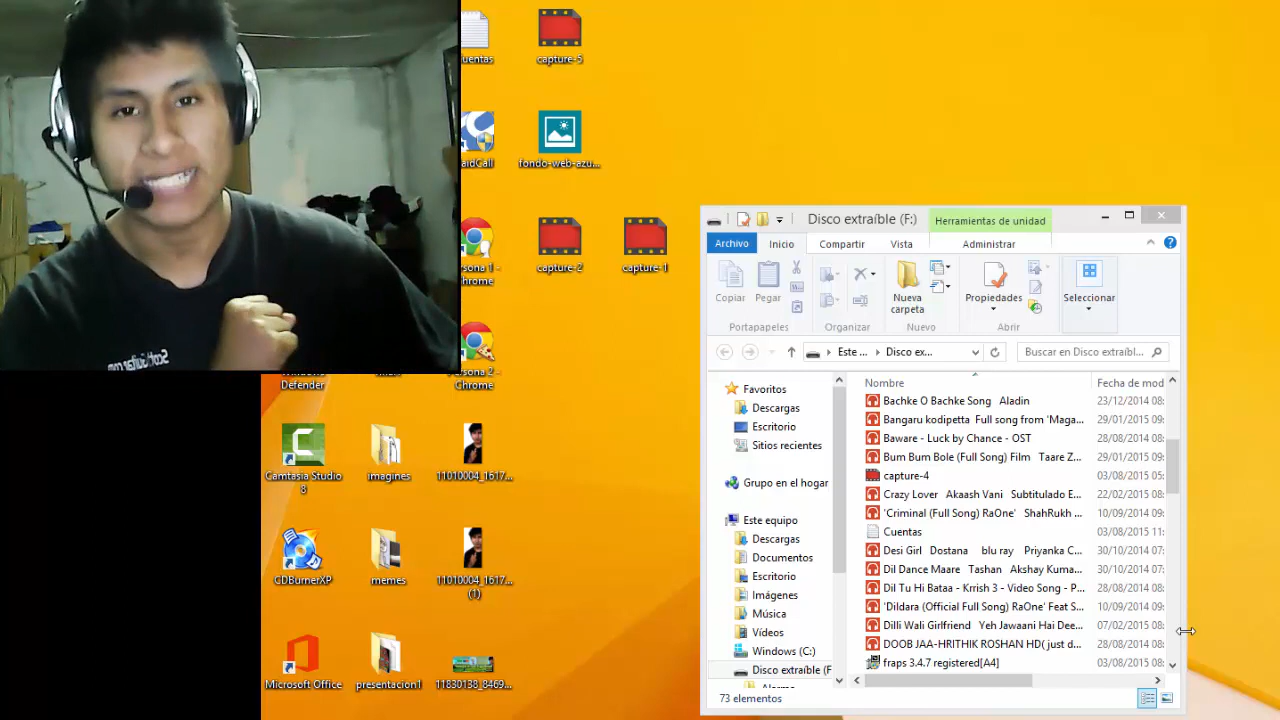 uentas
capture-5
aidCall
fondo-web-azu...
ersona 1 -
hrome
capture-2
capture-1
Persona 2 -
Chrome
Defender
Camtasia Studio
8
imagines
11010004_1617...
CDBurnerXP
memes
11010004_1617...
(1)
Microsoft Office
presentacion1
11830138_8469...
Disco extraíble (F:)
Herramientas de unidad
Archivo
Inicio
Compartir
Vista
Administrar
Copiar
Pegar
Nueva
carpeta
Propiedades
Seleccionar
Portapapeles
Organizar
Nuevo
Abrir
Este ...
Disco ex...
Buscar en Disco extraíbl...
Favoritos
Descargas
Escritorio
Sitios recientes
Grupo en el hogar
Este equipo
Descargas
Documentos
Escritorio
Imágenes
Música
Vídeos
Windows (C:)
Disco extraíble (F
Nombre Fecha de mod
Bachke O Bachke Song Aladin 23/12/2014 08:
Bangaru kodipetta Full song from 'Maga... 29/01/2015 09:
Baware - Luck by Chance - OST 28/08/2014 08:
Bum Bum Bole (Full Song) Film Taare Z... 29/01/2015 09:
capture-4 03/08/2015 05:
Crazy Lover Akaash Vani Subtitulado E... 22/02/2015 08:
'Criminal (Full Song) RaOne' ShahRukh ... 10/09/2014 09:
Cuentas 03/08/2015 11:
Desi Girl Dostana blu ray Priyanka C... 30/10/2014 07:
Dil Dance Maare Tashan Akshay Kuma... 30/10/2014 07:
Dil Tu Hi Bataa - Krrish 3 - Video Song - P... 28/08/2014 08:
'Dildara (Official Full Song) RaOne' Feat S... 10/09/2014 09:
Dilli Wali Girlfriend Yeh Jawaani Hai Dee... 07/02/2015 08:
DOOR JAA-HRITHIK ROSHAN HD( just d... 28/08/2014 08:
fraps 3.4.7 registered[A4] 03/08/2015 05:
73 elementos